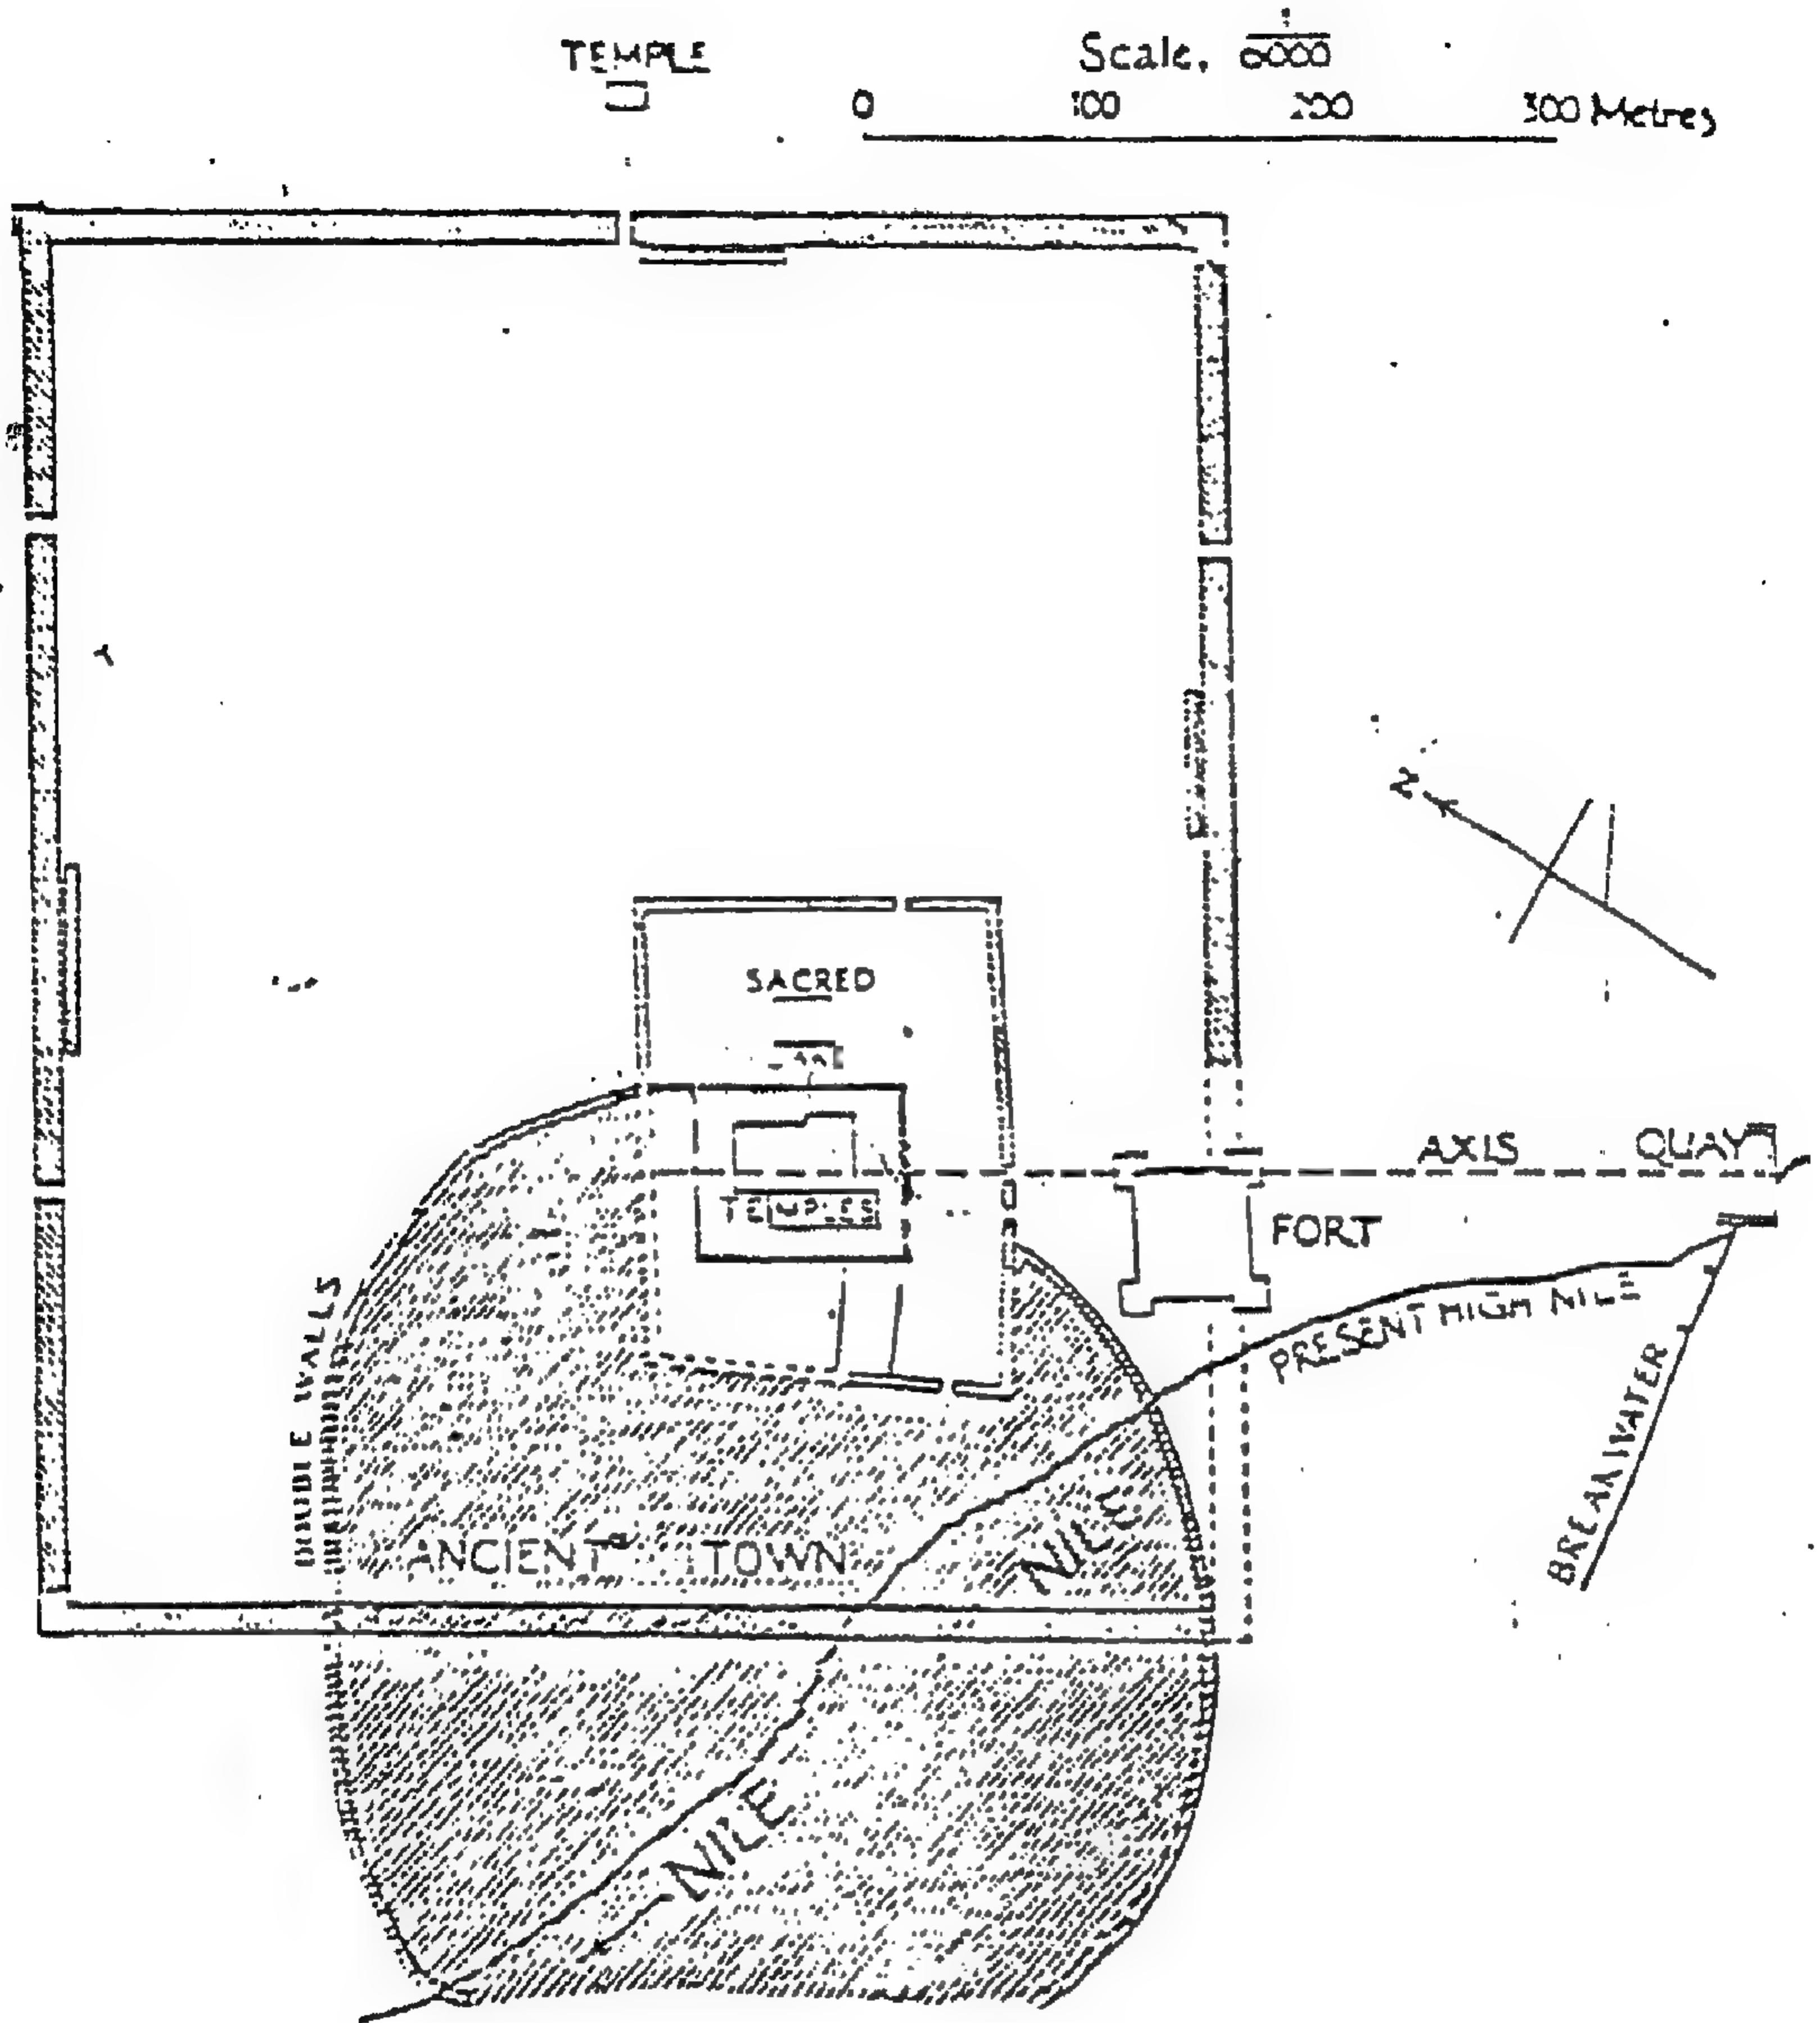 TEMPLE
Scale, 1/6000
0 100 200 300 Metres
N
SACRED
AXIS
QUAY
TEMPLES
FORT
PRESENT HIGH NILE
DOUBLE WALLS
BREAKWATER
NILE
ANCIENT TOWN
NILE